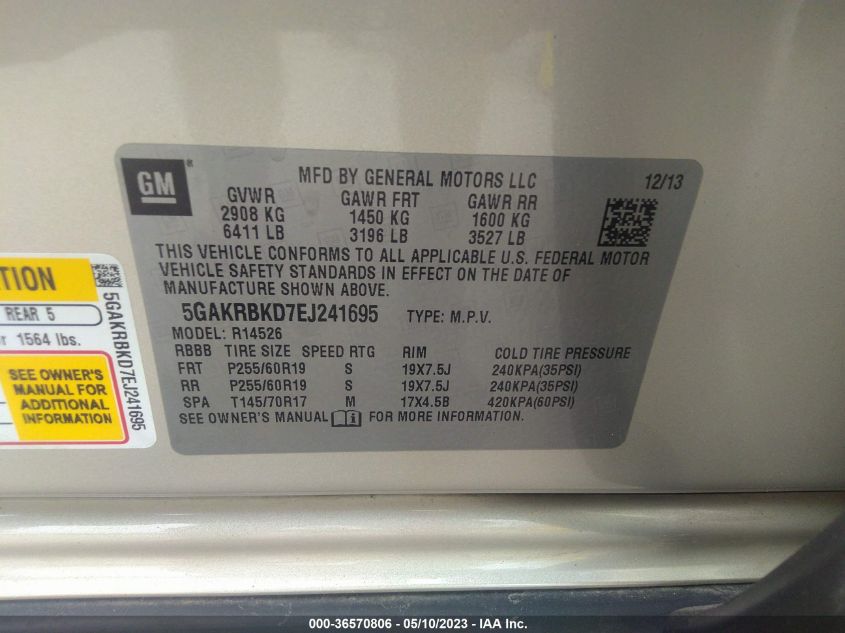 GM
®
MFD BY GENERAL MOTORS LLC
12/13
GVWR GAWR FRT GAWR RR
2908 KG 1450 KG 1600 KG
6411 LB 3196 LB 3527 LB
THIS VEHICLE CONFORMS TO ALL APPLICABLE U.S. FEDERAL MOTOR
VEHICLE SAFETY STANDARDS IN EFFECT ON THE DATE OF
MANUFACTURE SHOWN ABOVE.
5GAKRBKD7EJ241695 TYPE: M.P.V.
MODEL: R14526
RBBB TIRE SIZE SPEED RTG RIM COLD TIRE PRESSURE
FRT P255/60R19 S 19X7.5J 240KPA(35PSI)
RR P255/60R19 S 19X7.5J 240KPA(35PSI)
SPA T145/70R17 M 17X4.5B 420KPA(60PSI)
SEE OWNER'S MANUAL FOR MORE INFORMATION.
REAR 5
1564 lbs.
SEE OWNER'S
MANUAL FOR
ADDITIONAL
INFORMATION
5GAKRBKD7EJ241695
000-36570806 - 05/10/2023 - IAA Inc.